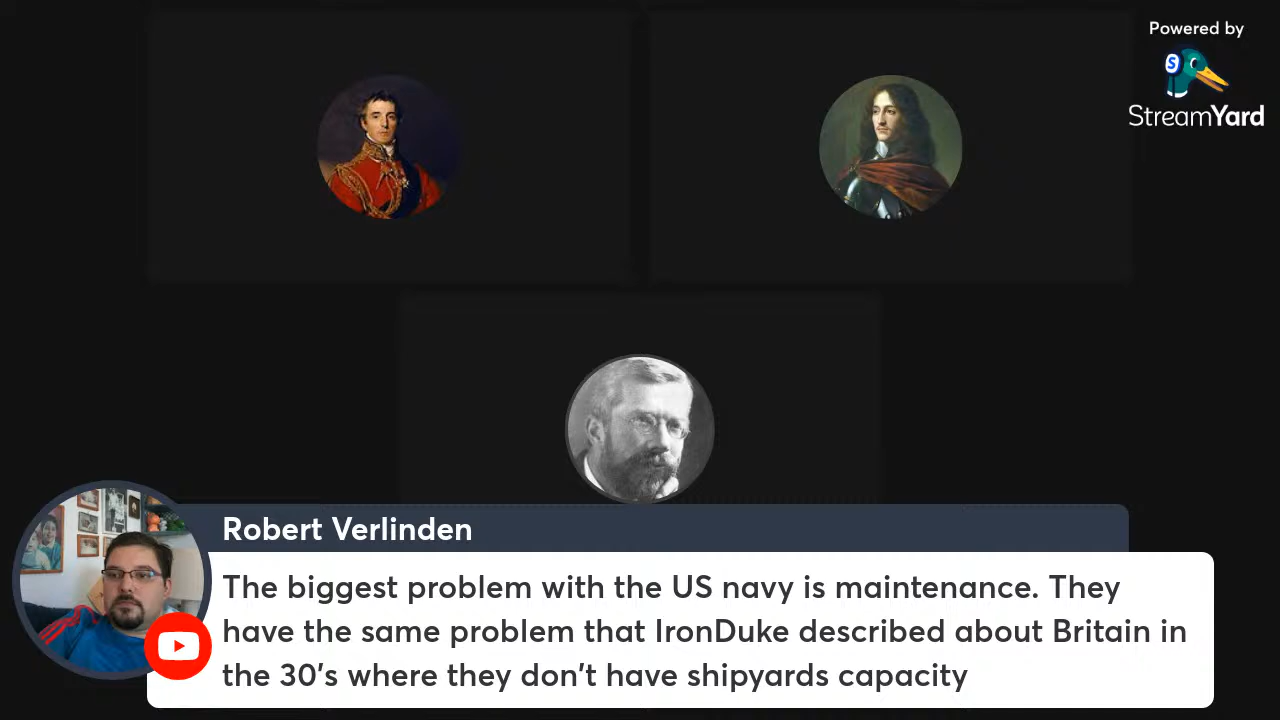 Powered by
S
StreamYard
Robert Verlinden
The biggest problem with the US navy is maintenance. They
have the same problem that IronDuke described about Britain in
the 30's where they don't have shipyards capacity